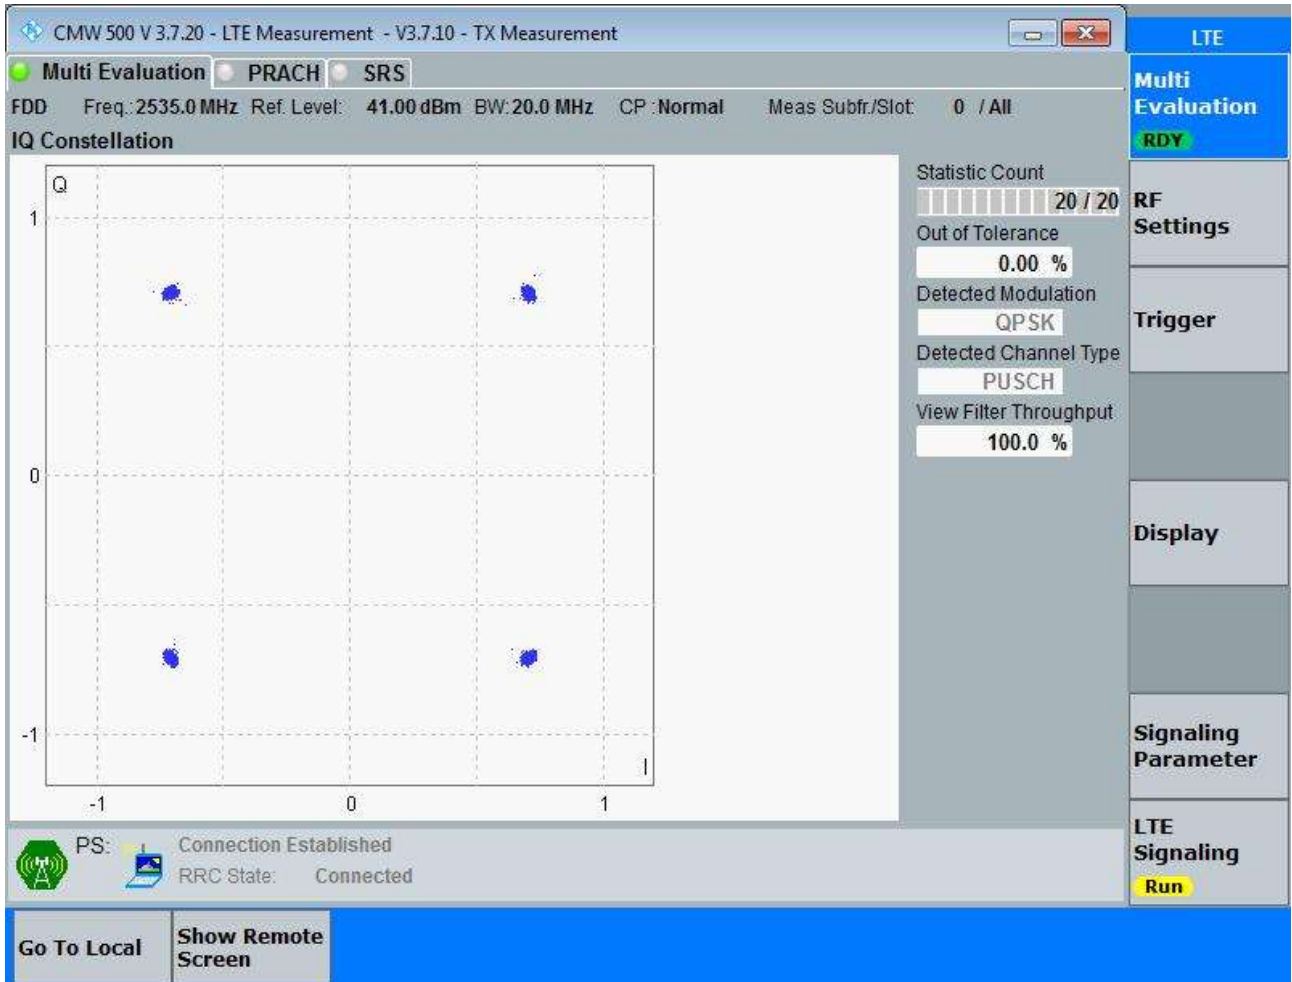 CMW 500 V 3.7.20 - LTE Measurement - V3.7.10 - TX Measurement
LTE
Multi Evaluation PRACH SRS
FDD Freq.: 2535.0 MHz Ref. Level: 41.00 dBm BW: 20.0 MHz CP : Normal Meas Subfr./Slot: 0 / All
IQ Constellation
Q
1
0
-1
I
-1 0 1
Statistic Count
20 / 20
Out of Tolerance
0.00 %
Detected Modulation
QPSK
Detected Channel Type
PUSCH
View Filter Throughput
100.0 %
Multi
Evaluation
RDY
RF
Settings
Trigger
Display
Signaling
Parameter
LTE
Signaling
Run
PS: Connection Established
RRC State: Connected
Go To Local
Show Remote
Screen